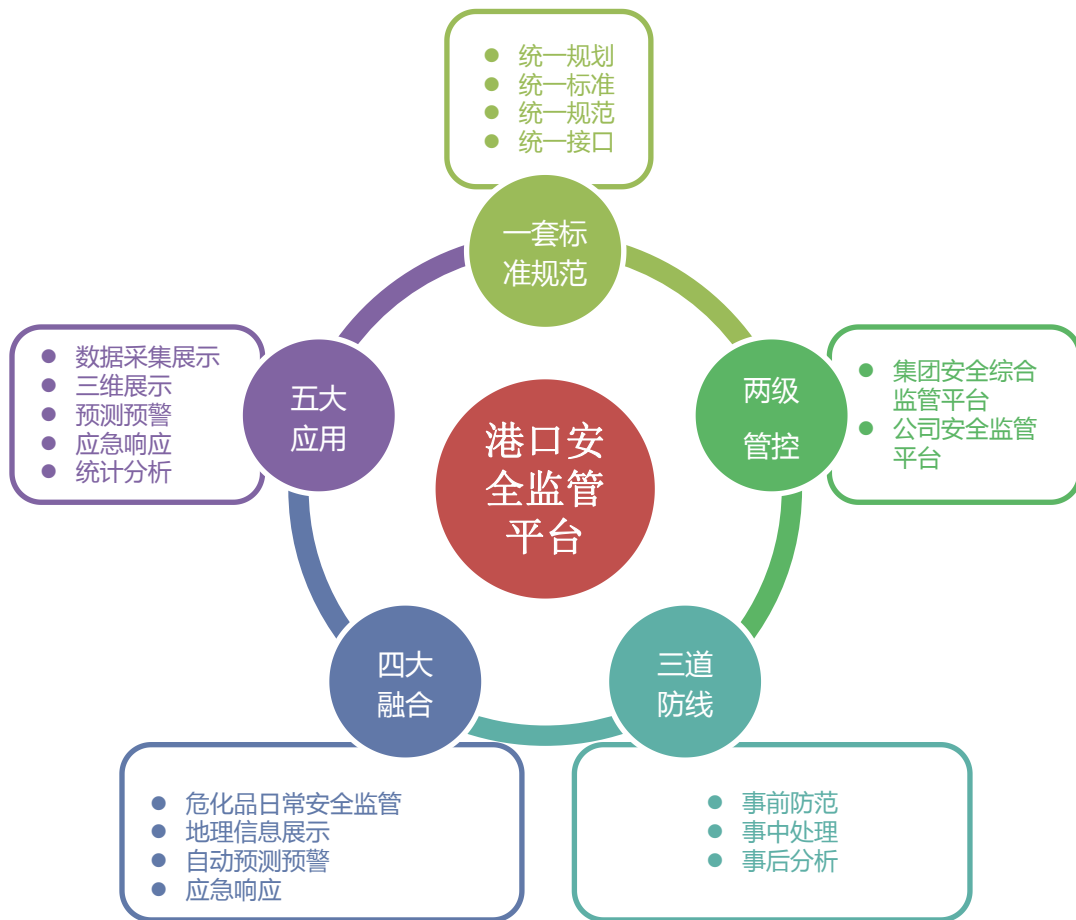 统一规划
统一标准
统一规范
统一接口
一套标
准规范
数据采集展示
三维展示
预测预警
应急响应
统计分析
五大
应用
港口安
全监管
平台
两级
管控
集团安全综合
监管平台
公司安全监管
平台
四大
融合
三道
防线
危化品日常安全监管
地理信息展示
自动预测预警
应急响应
事前防范
事中处理
事后分析